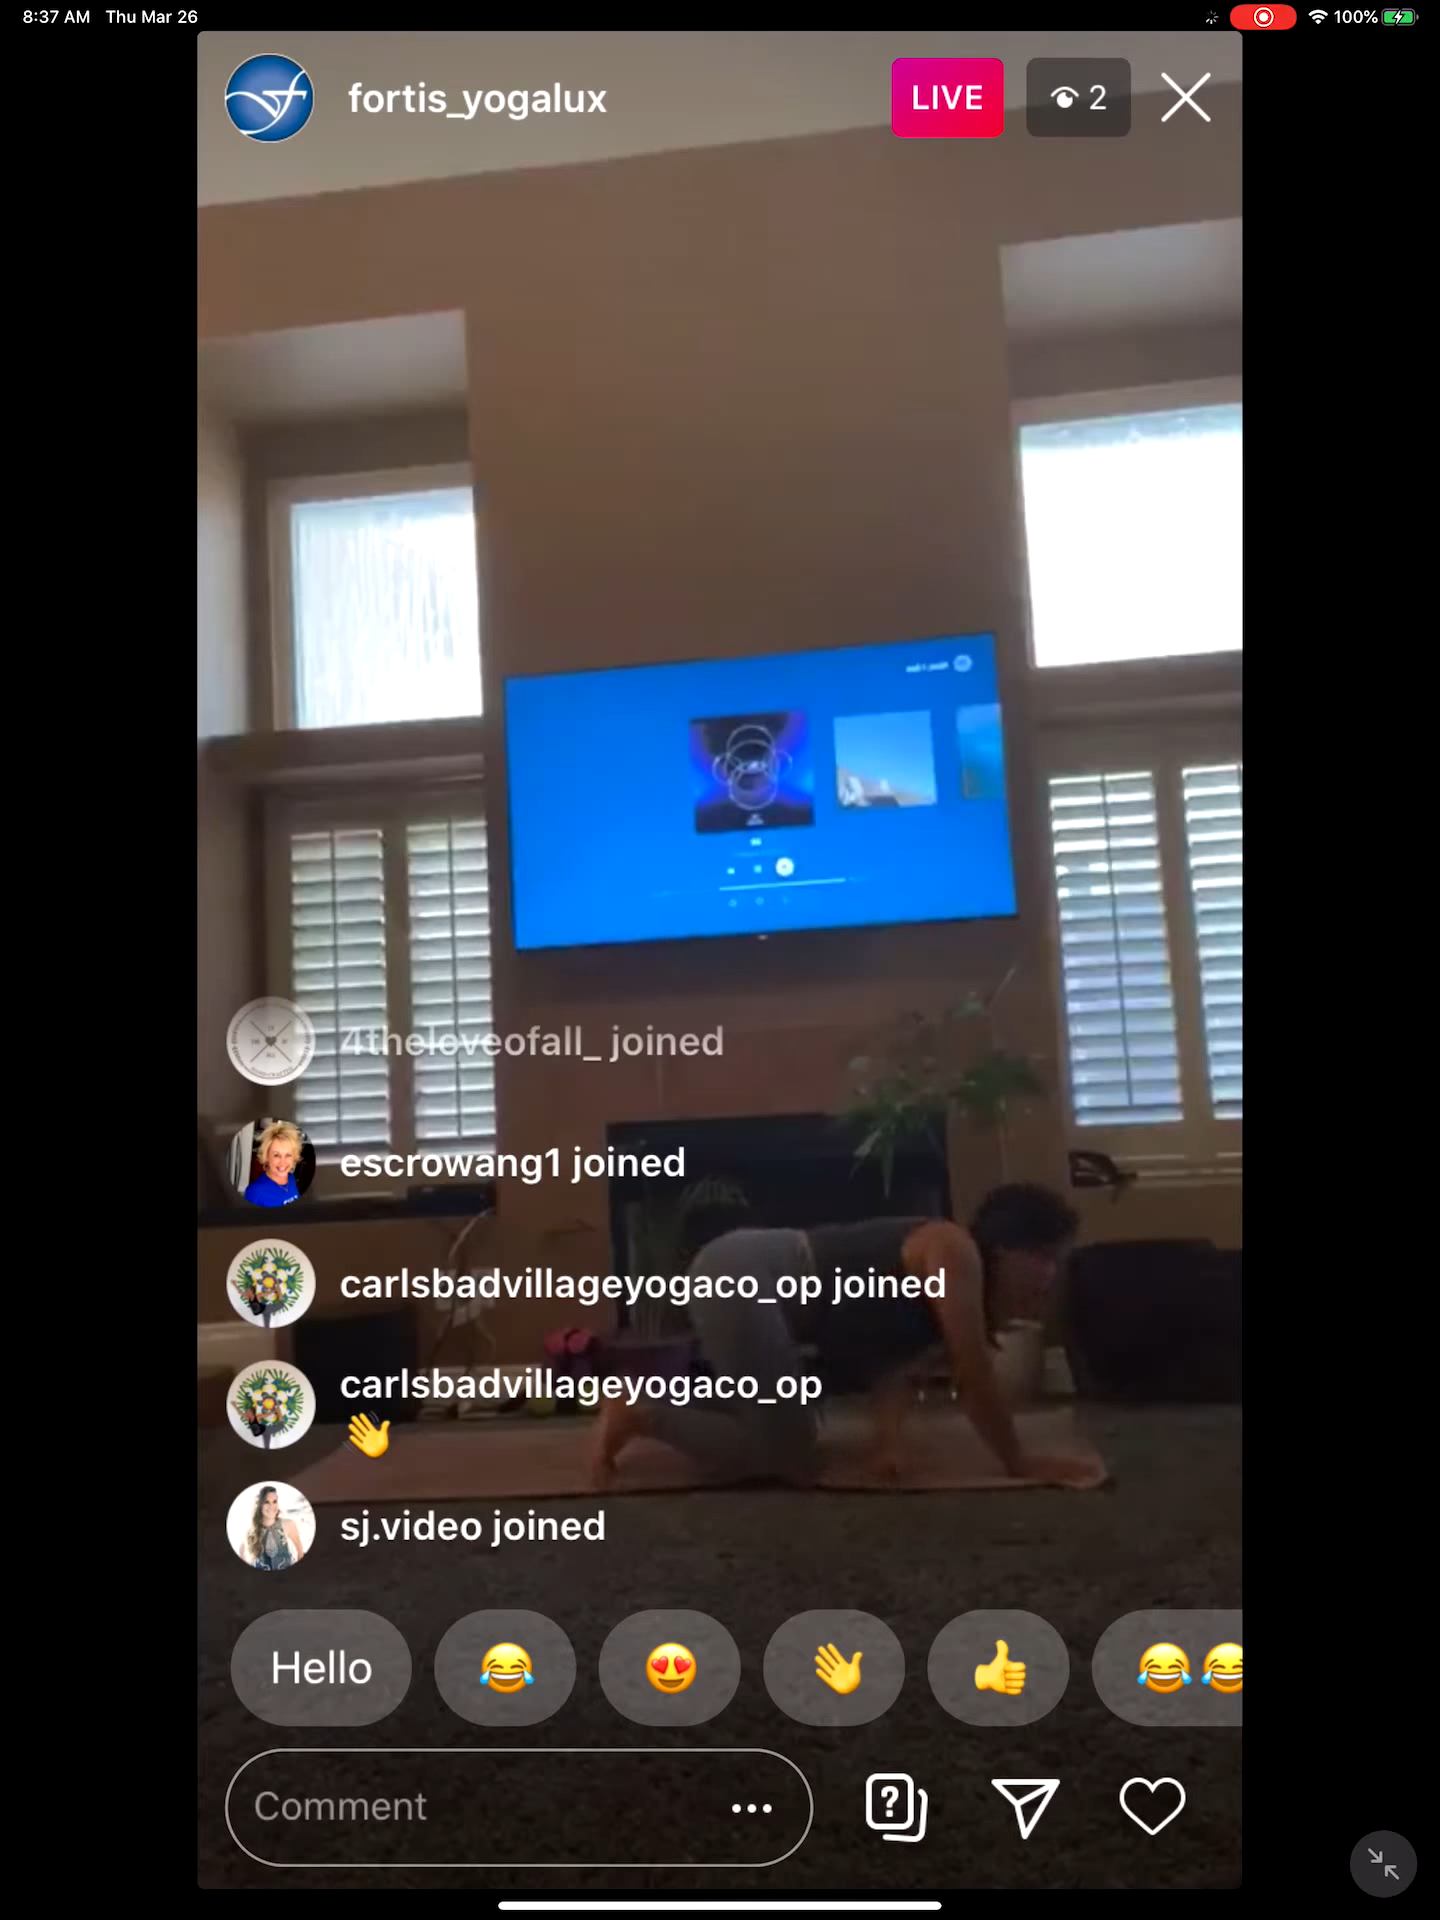 8:37 AM Thu Mar 26
100%
fortis_yogalux
LIVE
2
4theloveofall_ joined
escrowang1 joined
carlsbadvillageyogaco_op joined
carlsbadvillageyogaco_op
👋
sj.video joined
Hello 😂 😍 👋 👍 😂😂
Comment